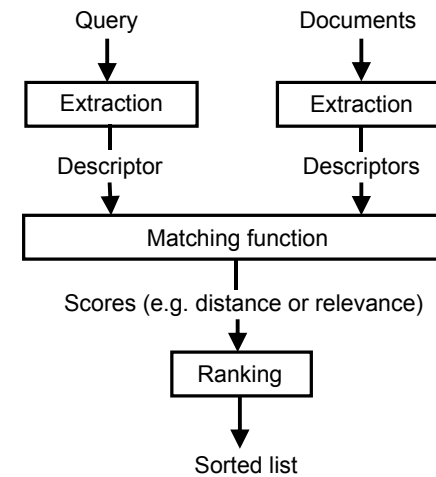 Query Documents
Extraction Extraction
Descriptor Descriptors
Matching function
Scores (e.g. distance or relevance)
Ranking
Sorted list